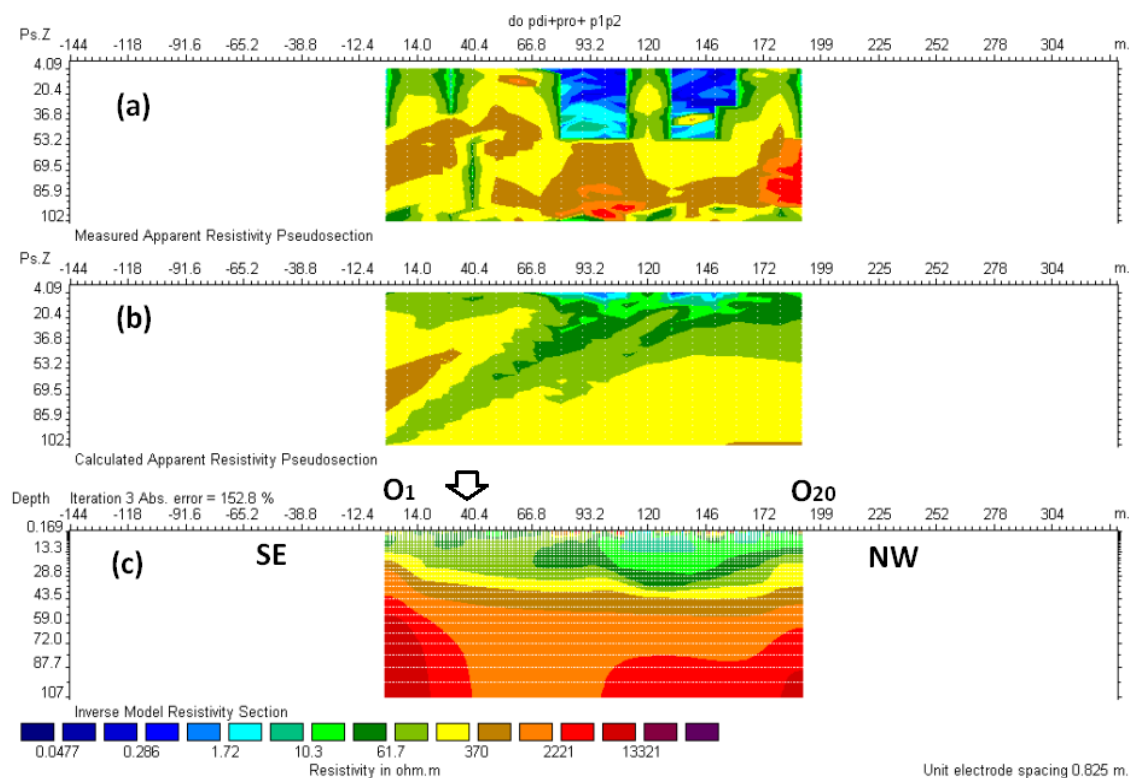 do pdi+pro+ p1p2
Ps.Z
-144 -118 -91.6 -65.2 -38.8 -12.4 14.0 40.4 66.8 93.2 120 146 172 199 225 252 278 304 m.
4.09
20.4
36.8
53.2
69.5
85.9
102
(a)
Measured Apparent Resistivity Pseudosection
Ps.Z
-144 -118 -91.6 -65.2 -38.8 -12.4 14.0 40.4 66.8 93.2 120 146 172 199 225 252 278 304 m.
4.09
20.4
36.8
53.2
69.5
85.9
102
(b)
Calculated Apparent Resistivity Pseudosection
Depth Iteration 3 Abs. error = 152.8 % O1 O20
-144 -118 -91.6 -65.2 -38.8 -12.4 14.0 40.4 66.8 93.2 120 146 172 199 225 252 278 304 m.
0.169
13.3
28.8
43.5
59.0
72.0
87.7
107.
(c) SE NW
Inverse Model Resistivity Section
0.0477 0.286 1.72 10.3 61.7 370 2221 13321
Resistivity in ohm.m
Unit electrode spacing 0.825 m.